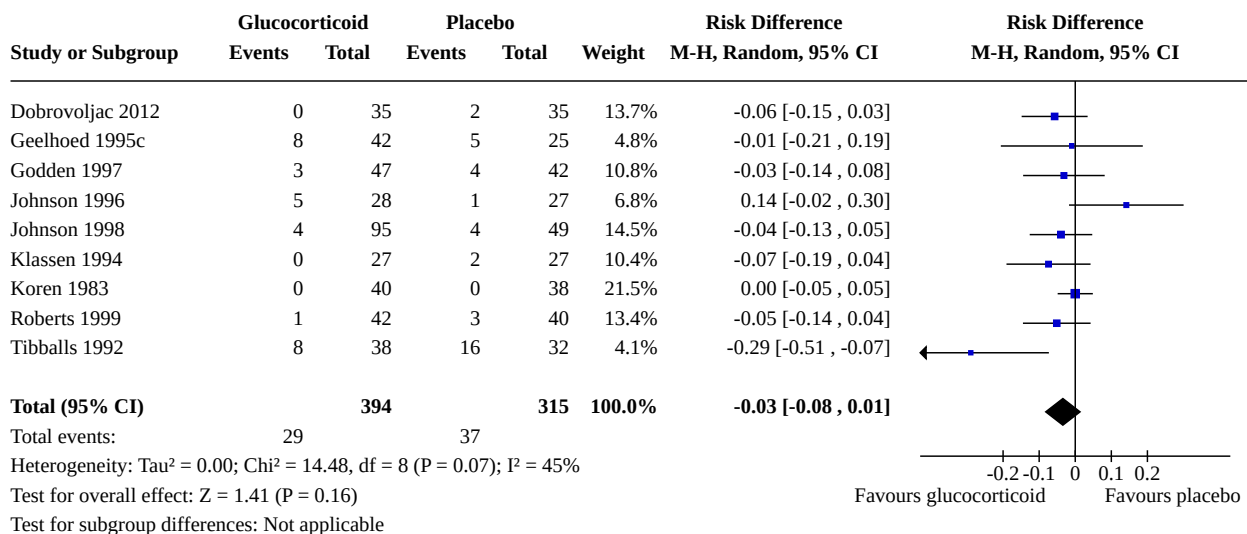 Glucocorticoid Placebo Risk Difference Risk Difference
Study or Subgroup Events Total Events Total Weight M-H, Random, 95% CI M-H, Random, 95% CI
Dobrovoljac 2012 0 35 2 35 13.7% -0.06 [-0.15 , 0.03]
Geelhoed 1995c 8 42 5 25 4.8% -0.01 [-0.21 , 0.19]
Godden 1997 3 47 4 42 10.8% -0.03 [-0.14 , 0.08]
Johnson 1996 5 28 1 27 6.8% 0.14 [-0.02 , 0.30]
Johnson 1998 4 95 4 49 14.5% -0.04 [-0.13 , 0.05]
Klassen 1994 0 27 2 27 10.4% -0.07 [-0.19 , 0.04]
Koren 1983 0 40 0 38 21.5% 0.00 [-0.05 , 0.05]
Roberts 1999 1 42 3 40 13.4% -0.05 [-0.14 , 0.04]
Tibballs 1992 8 38 16 32 4.1% -0.29 [-0.51 , -0.07]
Total (95% CI) 394 315 100.0% -0.03 [-0.08 , 0.01]
Total events: 29 37
Heterogeneity: Tau² = 0.00; Chi² = 14.48, df = 8 (P = 0.07); I² = 45%
-0.2 -0.1 0 0.1 0.2
Test for overall effect: Z = 1.41 (P = 0.16) Favours glucocorticoid Favours placebo
Test for subgroup differences: Not applicable